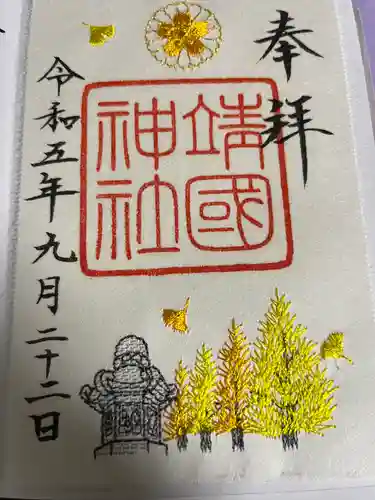 奉拝
靖國
神社
令和五年九月二十二日